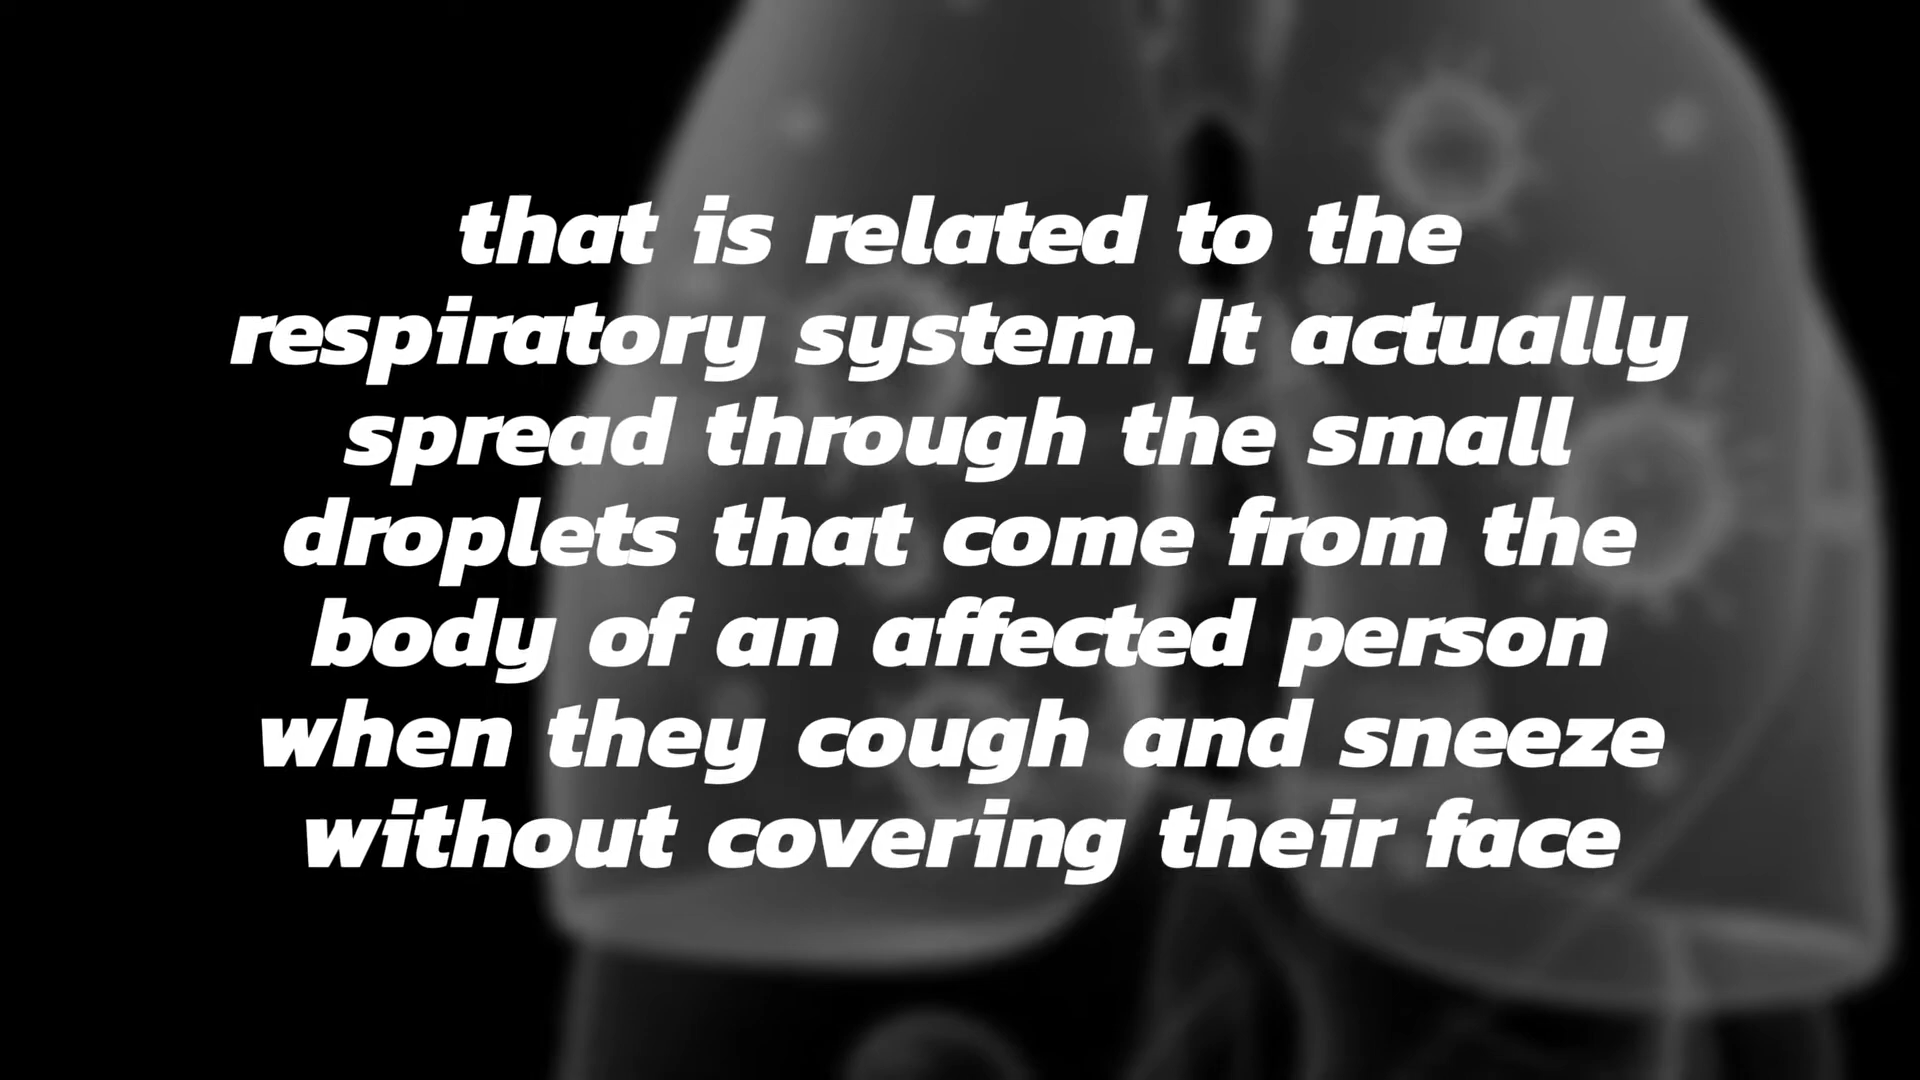 that is related to the
respiratory system. It actually
spread through the small
droplets that come from the
body of an affected person
when they cough and sneeze
without covering their face